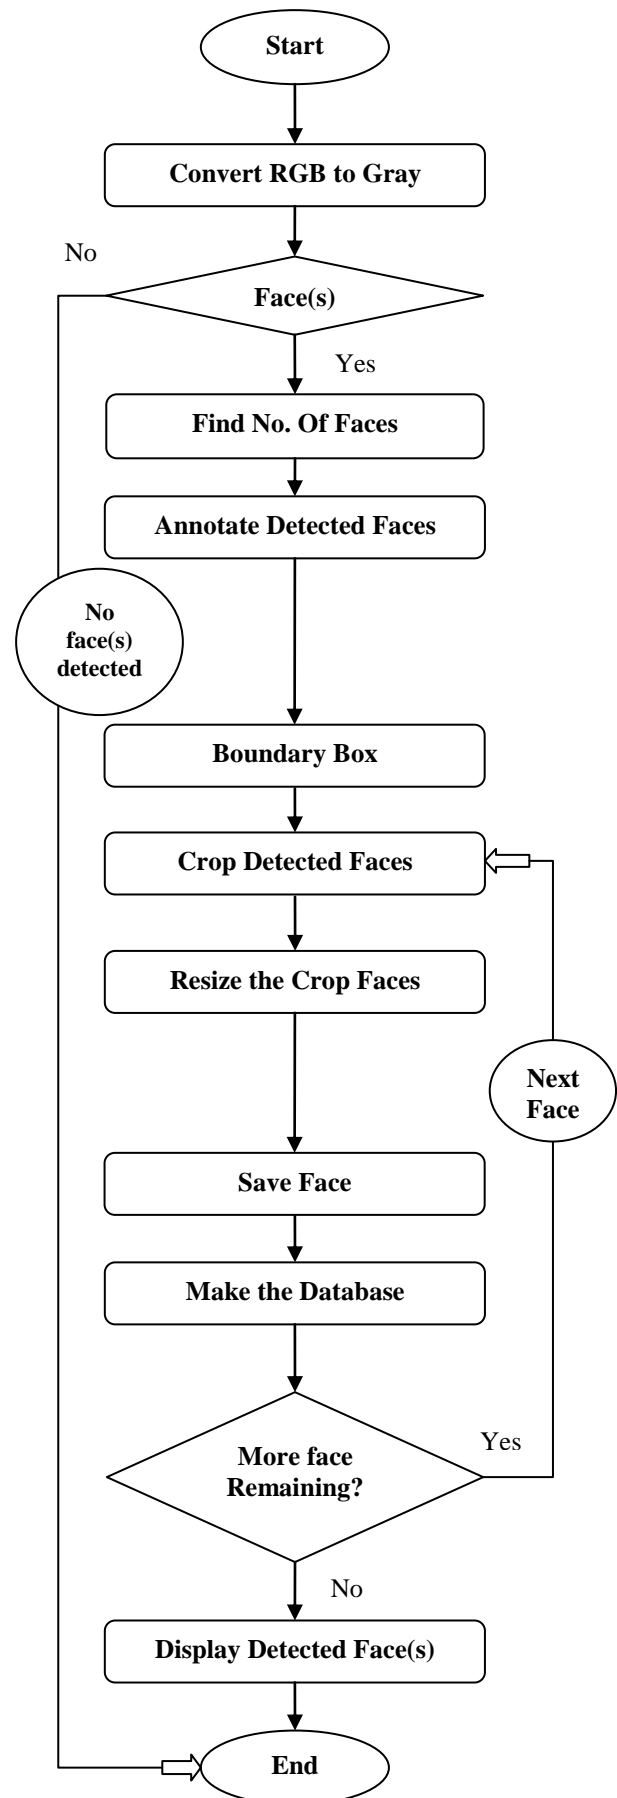 Start
Convert RGB to Gray
No
Face(s)
Yes
Find No. Of Faces
Annotate Detected Faces
No
face(s)
detected
Boundary Box
Crop Detected Faces
Resize the Crop Faces
Next
Face
Save Face
Make the Database
More face
Remaining?
Yes
No
Display Detected Face(s)
End